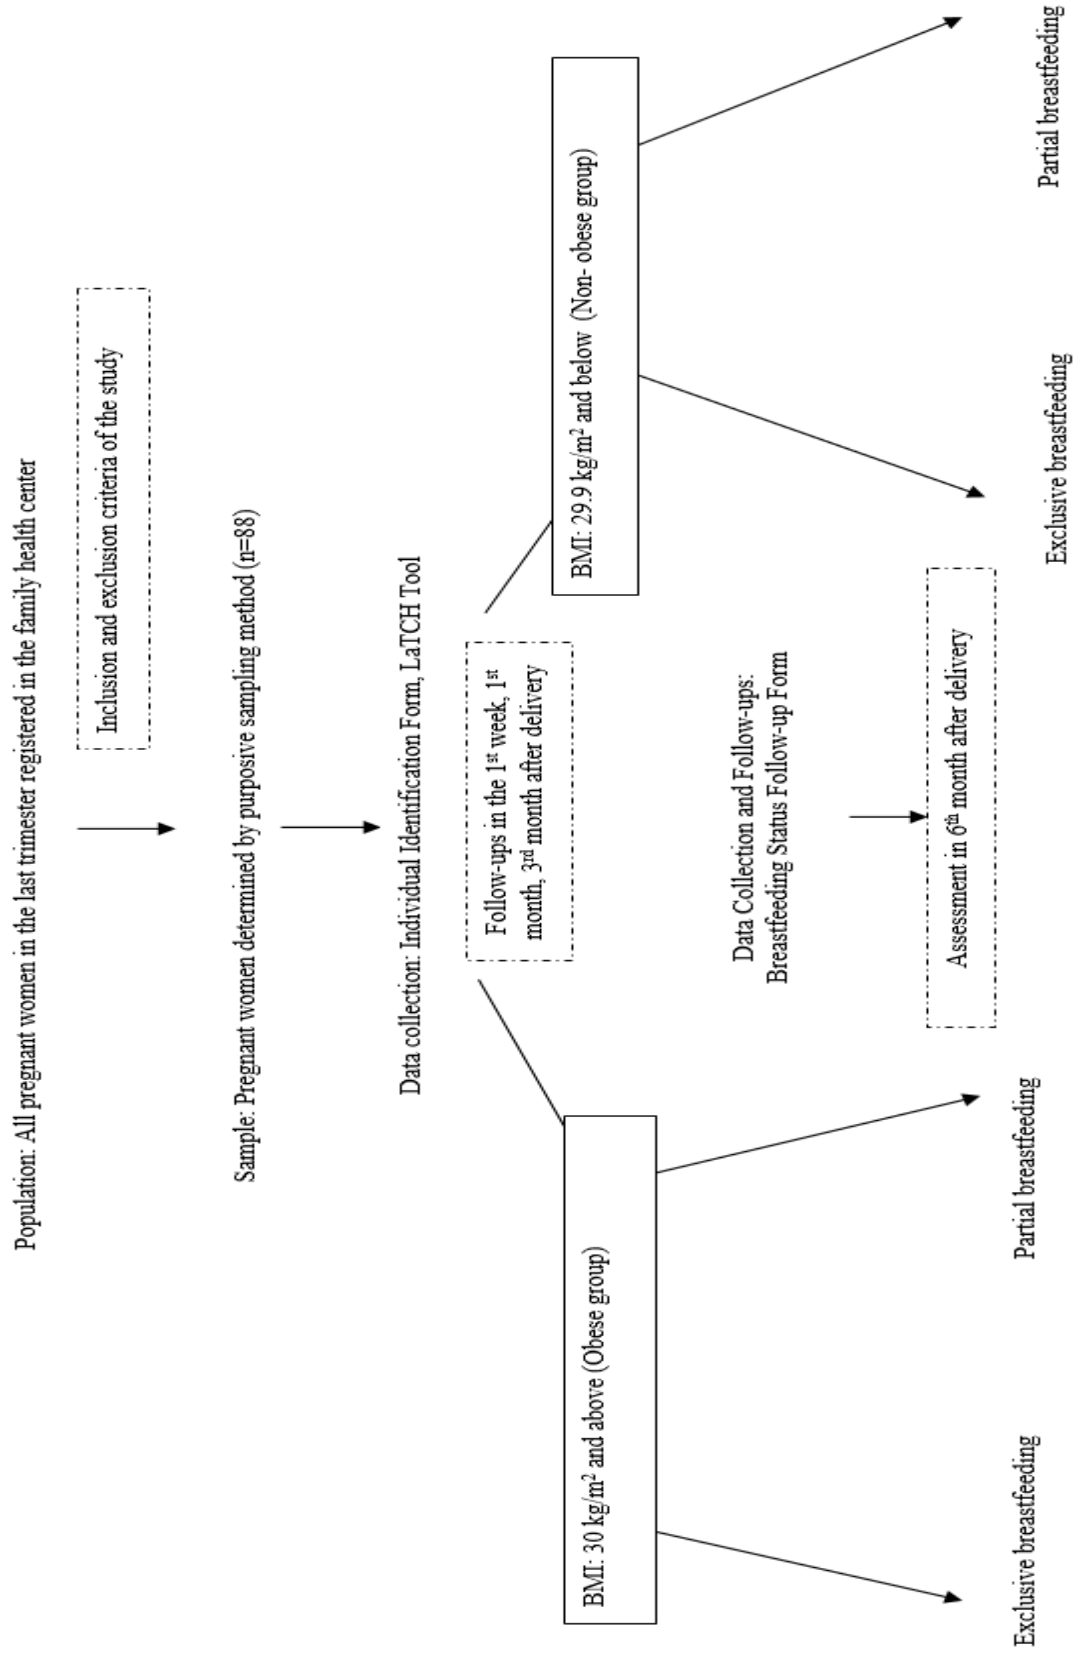 Population: All pregnant women in the last trimester registered in the family health center
Inclusion and exclusion criteria of the study
Sample: Pregnant women determined by purposive sampling method (n=88)
Data collection: Individual Identification Form, LaTCH Tool
Follow-ups in the 1st week, 1st
month, 3rd month after delivery
BMI: 30 kg/m² and above (Obese group)
BMI: 29.9 kg/m² and below (Non- obese group)
Data Collection and Follow-ups:
Breastfeeding Status Follow-up Form
Assessment in 6th month after delivery
Exclusive breastfeeding
Partial breastfeeding
Exclusive breastfeeding
Partial breastfeeding